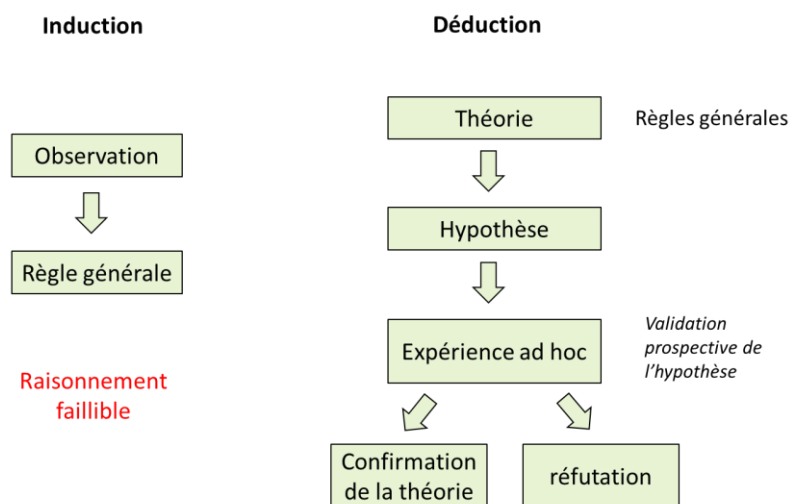 Induction
Observation
Règle générale
Raisonnement
faillible
Déduction
Théorie
Règles générales
Hypothèse
Expérience ad hoc
Validation
prospective de
l'hypothèse
Confirmation
de la théorie
réfutation